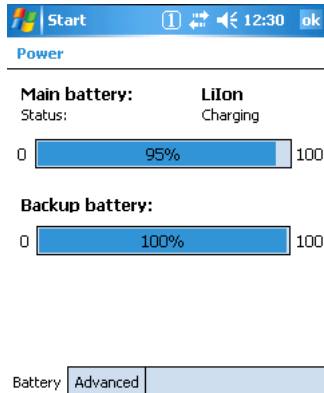 Start 1 12:30 ok
Power
Main battery: LiIon
Status: Charging
0 95% 100
Backup battery:
0 100% 100
Battery Advanced